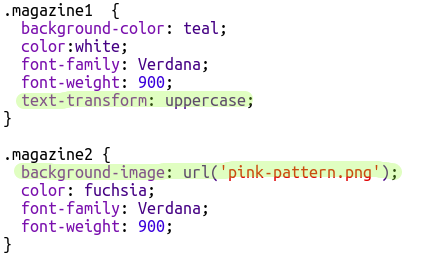 .magazine1  {
  background-color: teal;
  color:white;
  font-family: Verdana;
  font-weight: 900;
  text-transform: uppercase;
}

.magazine2 {
  background-image: url('pink-pattern.png');
  color: fuchsia;
  font-family: Verdana;
  font-weight: 900;
}